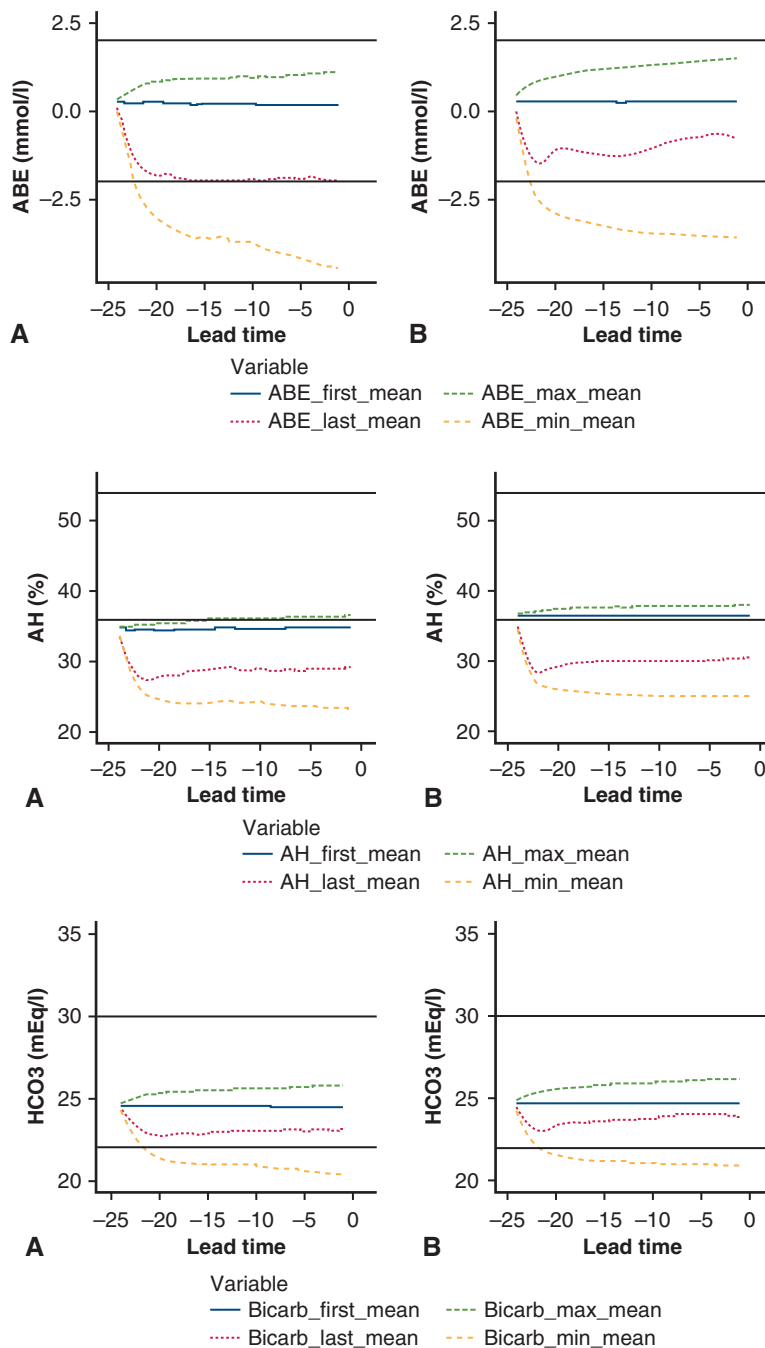 2.5
0.0
−2.5
ABE (mmol/l)
−25 −20 −15 −10 −5 0
Lead time
A
2.5
0.0
−2.5
ABE (mmol/l)
−25 −20 −15 −10 −5 0
Lead time
B
Variable
ABE_first_mean ABE_max_mean
ABE_last_mean ABE_min_mean
50
40
30
20
AH (%)
−25 −20 −15 −10 −5 0
Lead time
A
50
40
30
20
AH (%)
−25 −20 −15 −10 −5 0
Lead time
B
Variable
AH_first_mean AH_max_mean
AH_last_mean AH_min_mean
35
30
25
20
HCO3 (mEq/l)
−25 −20 −15 −10 −5 0
Lead time
A
35
30
25
20
HCO3 (mEq/l)
−25 −20 −15 −10 −5 0
Lead time
B
Variable
Bicarb_first_mean Bicarb_max_mean
Bicarb_last_mean Bicarb_min_mean